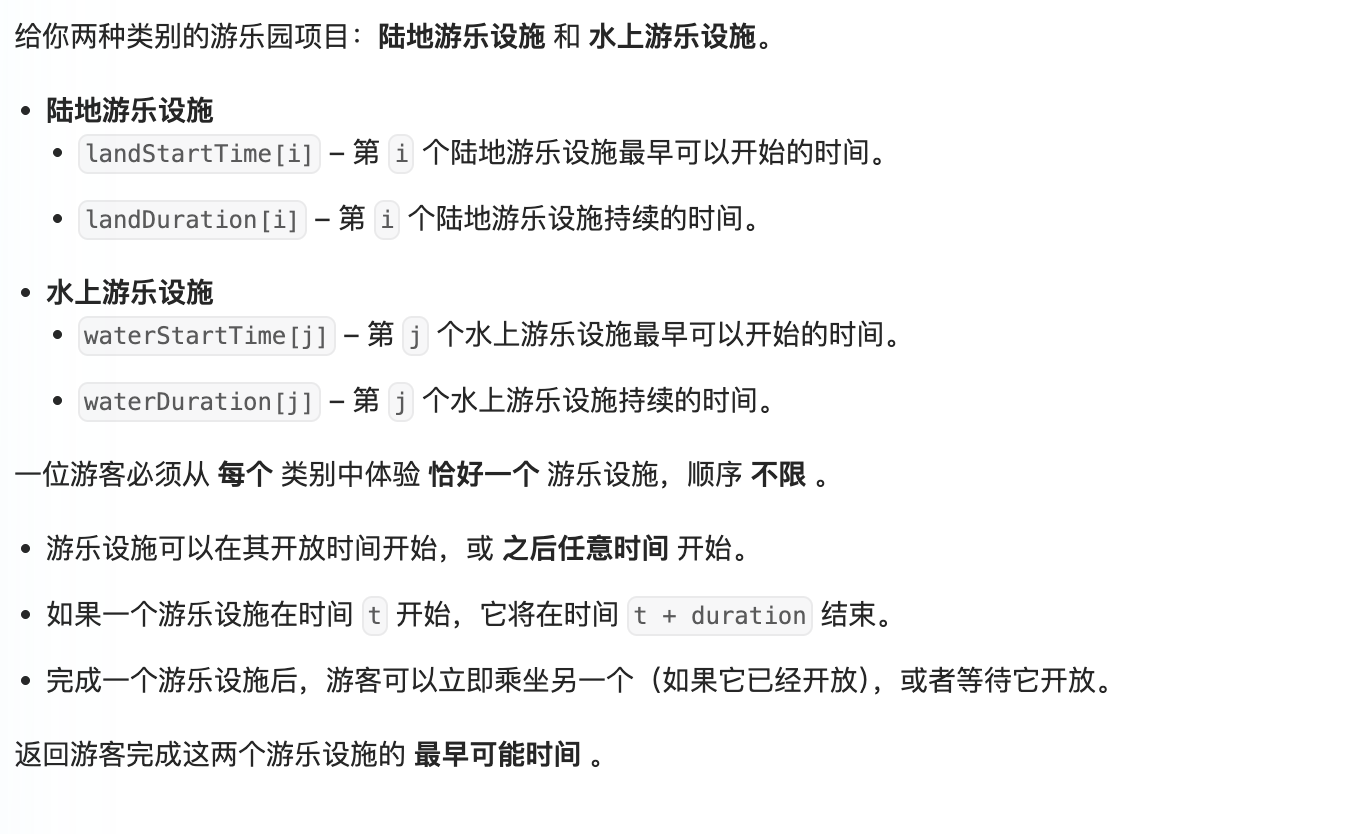 给你两种类别的游乐园项目：陆地游乐设施 和 水上游乐设施。
• 陆地游乐设施
• landStartTime[i] – 第 i 个陆地游乐设施最早可以开始的时间。
• landDuration[i] – 第 i 个陆地游乐设施持续的时间。
• 水上游乐设施
• waterStartTime[j] – 第 j 个水上游乐设施最早可以开始的时间。
• waterDuration[j] – 第 j 个水上游乐设施持续的时间。
一位游客必须从 每个 类别中体验 恰好一个 游乐设施，顺序 不限 。
• 游乐设施可以在其开放时间开始，或 之后任意时间 开始。
• 如果一个游乐设施在时间 t 开始，它将在时间 t + duration 结束。
• 完成一个游乐设施后，游客可以立即乘坐另一个（如果它已经开放），或者等待它开放。
返回游客完成这两个游乐设施的 最早可能时间 。